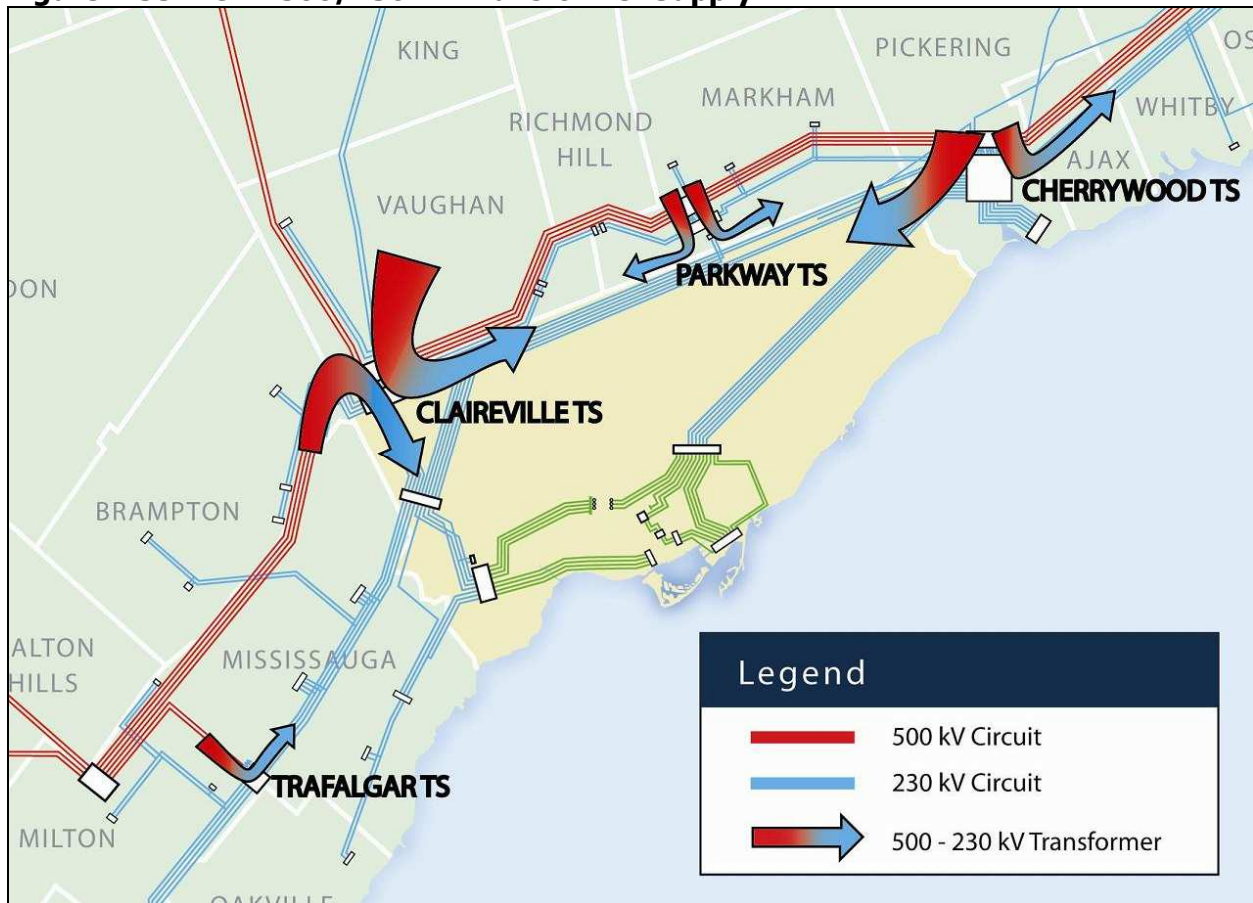 KING
PICKERING
MARKHAM
WHITBY
RICHMOND
HILL
AJAX
CHERRYWOOD TS
VAUGHAN
PARKWAY TS
CLAIREVILLE TS
BRAMPTON
MISSISSAUGA
HILLS
TRAFALGAR TS
MILTON
Legend
500 kV Circuit
230 kV Circuit
500 - 230 kV Transformer